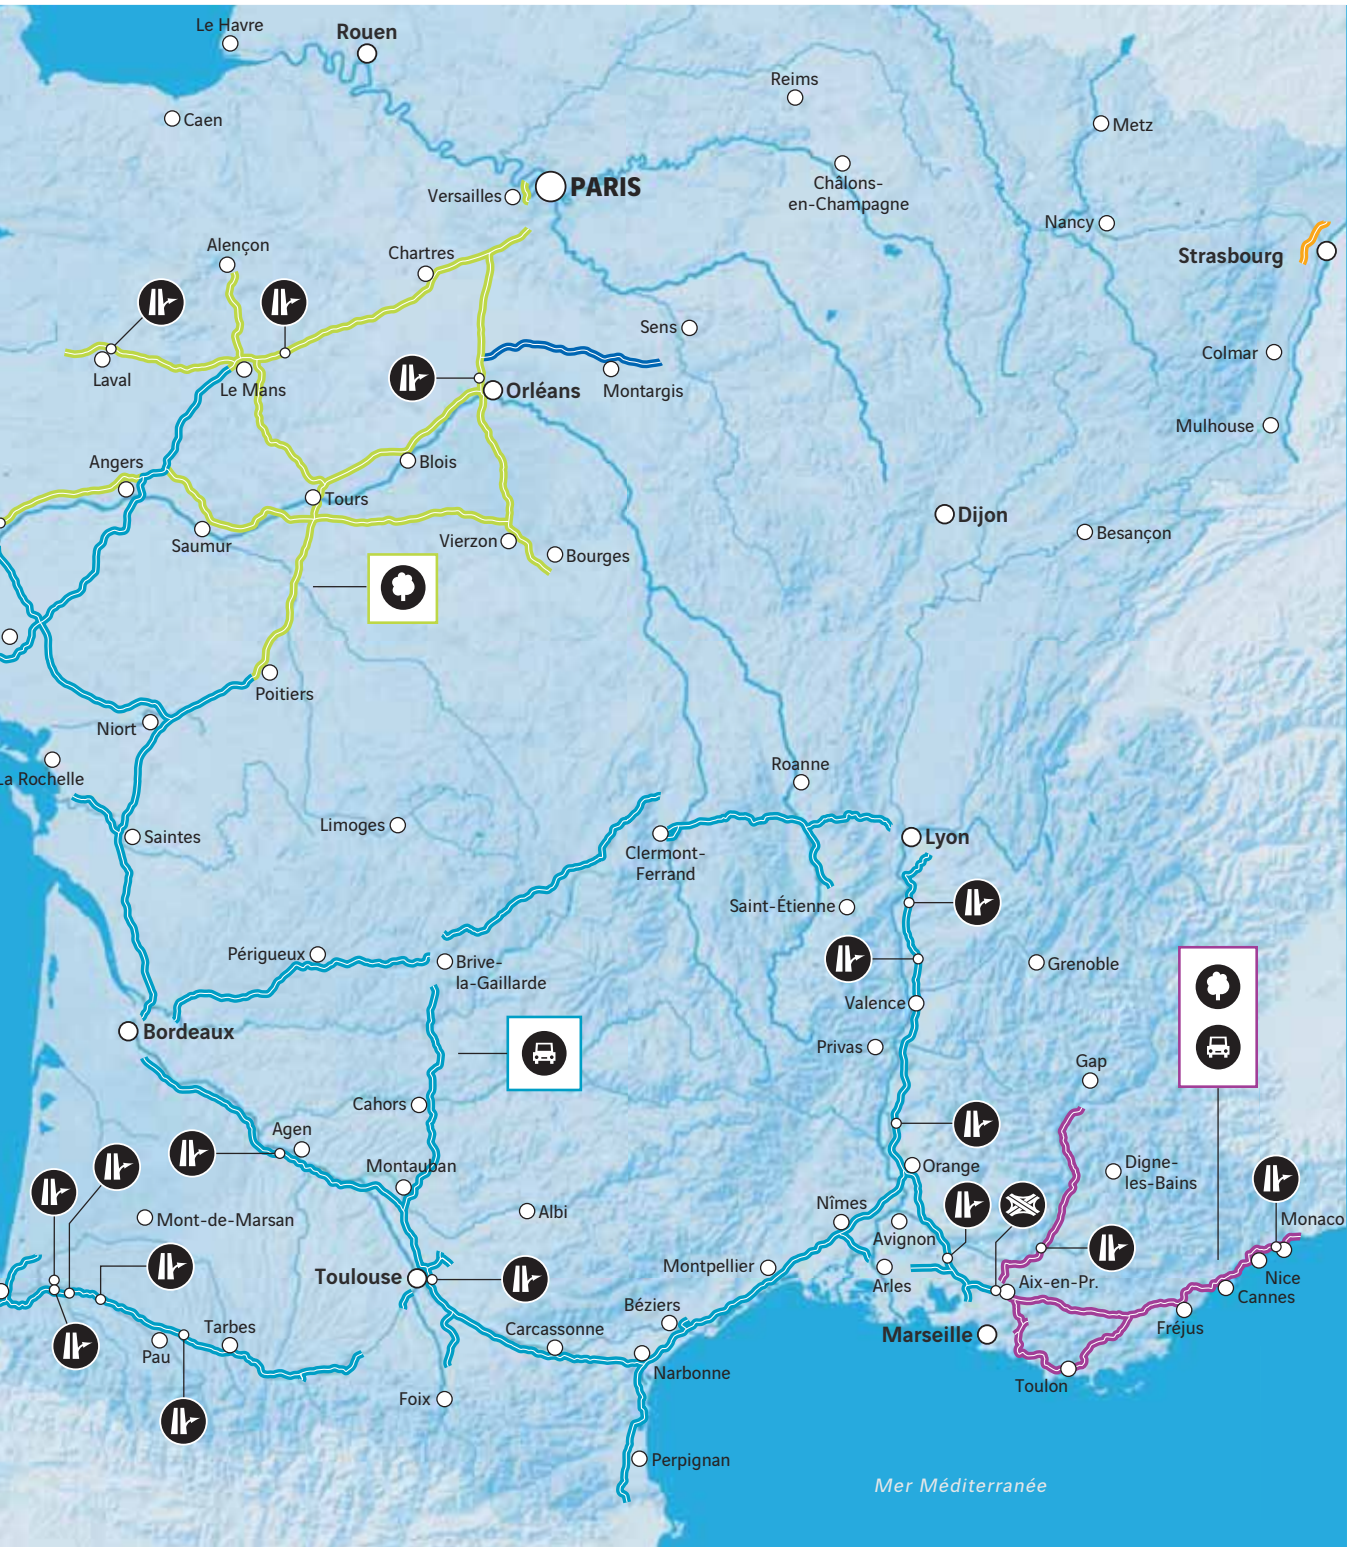 Le Havre
Rouen
Reims
Caen
Metz
Versailles
PARIS
Châlons-
en-Champagne
Nancy
Alençon
Chartres
Strasbourg
Sens
Colmar
Laval
Le Mans
Orléans
Montargis
Mulhouse
Angers
Blois
Tours
Dijon
Saumur
Vierzon
Bourges
Besançon
Poitiers
Niort
La Rochelle
Roanne
Saintes
Limoges
Lyon
Clermont-
Ferrand
Saint-Étienne
Périgueux
Brive-
la-Gaillarde
Grenoble
Valence
Bordeaux
Privas
Gap
Cahors
Agen
Montauban
Orange
Digne-
les-Bains
Nîmes
Mont-de-Marsan
Albi
Avignon
Monaco
Toulouse
Montpellier
Arles
Aix-en-Pr.
Nice
Cannes
Béziers
Fréjus
Tarbes
Carcassonne
Marseille
Pau
Narbonne
Toulon
Foix
Perpignan
Mer Méditerranée